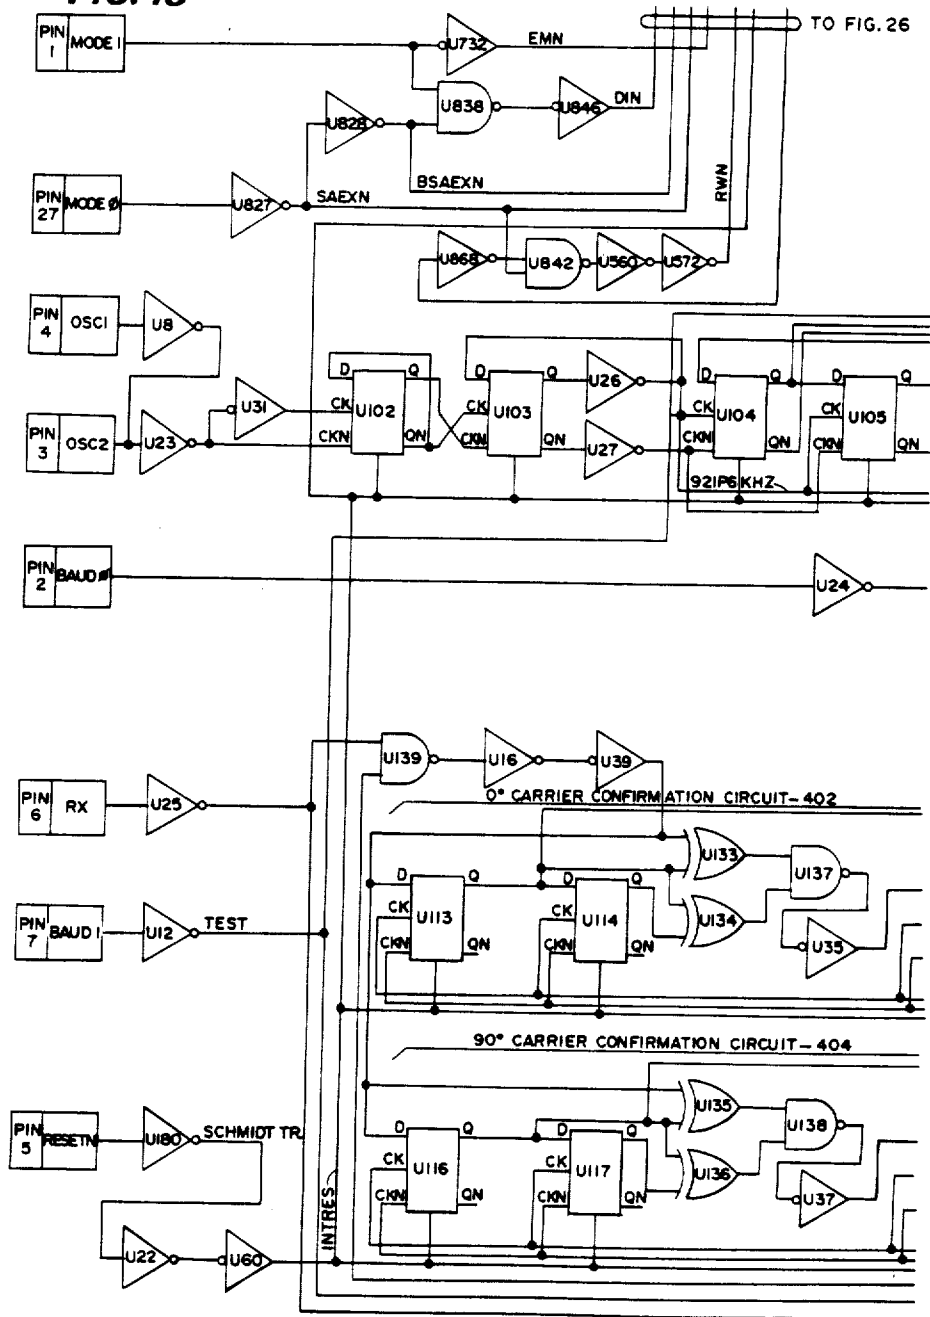 TO FIG. 26
PIN 1 MODE 1
U732
EMN
U838
U846
DIN
U828
BSAEXN
PIN 27 MODE Ø
U827
SAEXN
RWN
U868
U842
U560
U572
PIN 4 OSC1
U8
PIN 3 OSC2
U23
U31
D Q
U102
CK
CKN QN
D Q
U103
CK
QN
U26
U27
D Q
U104
CK
CKN QN
D Q
U105
CK
CKN QN
921P6KHZ
PIN 2 BAUD Ø
U24
U139
U16
U39
PIN 6 RX
U25
0° CARRIER CONFIRMATION CIRCUIT-402
U133
U137
D Q
U113
CK
CKN QN
D Q
U114
CK
CKN QN
U134
U35
PIN 7 BAUD 1
U12
TEST
90° CARRIER CONFIRMATION CIRCUIT-404
U135
U138
PIN 5 RESETN
U180
SCHMIDT TR.
D Q
U116
CK
CKN QN
D Q
U117
CK
CKN QN
U136
U37
INTRES
U22
U60